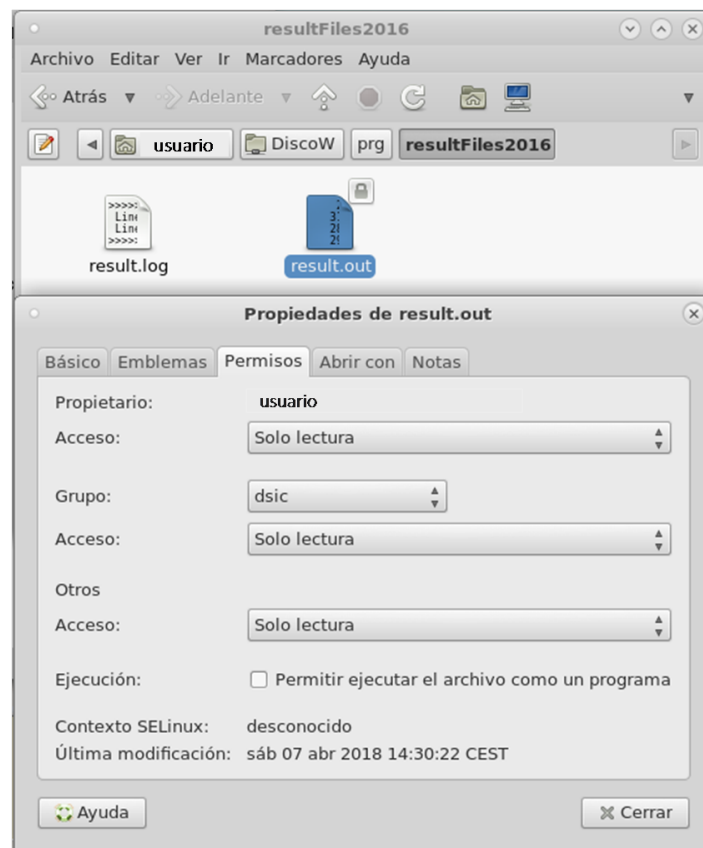 resultFiles2016
Archivo Editar Ver Ir Marcadores Ayuda
Atrás Adelante
usuario DiscoW prg resultFiles2016
>>>>:
Line
Line
>>>>:
result.log result.out
Propiedades de result.out
Básico Emblemas Permisos Abrir con Notas
Propietario: usuario
Acceso: Solo lectura
Grupo: dsic
Acceso: Solo lectura
Otros
Acceso: Solo lectura
Ejecución: Permitir ejecutar el archivo como un programa
Contexto SELinux: desconocido
Última modificación: sáb 07 abr 2018 14:30:22 CEST
Ayuda Cerrar